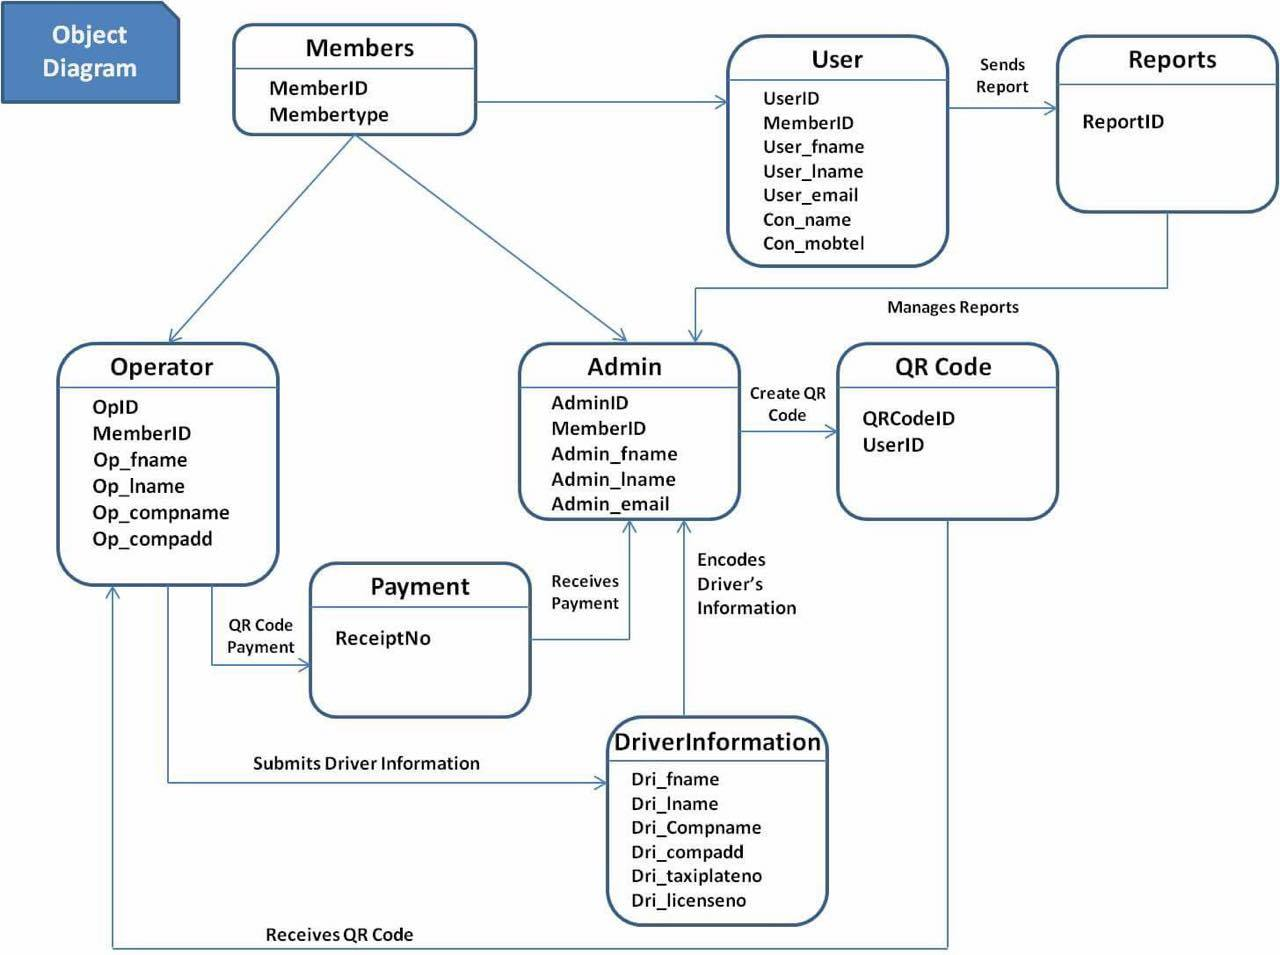 Object
Diagram
Members
MemberID
Membertype
User
UserID
MemberID
User_fname
User_lname
User_email
Con_name
Con_mobtel
Sends
Report
Reports
ReportID
Manages Reports
Operator
OpID
MemberID
Op_fname
Op_lname
Op_compname
Op_compadd
Admin
AdminID
MemberID
Admin_fname
Admin_lname
Admin_email
Create QR
Code
QR Code
QRCodeID
UserID
QR Code
Payment
Payment
ReceiptNo
Receives
Payment
Encodes
Driver's
Information
Submits Driver Information
DriverInformation
Dri_fname
Dri_lname
Dri_Compname
Dri_compadd
Dri_taxiplateno
Dri_licenseno
Receives QR Code